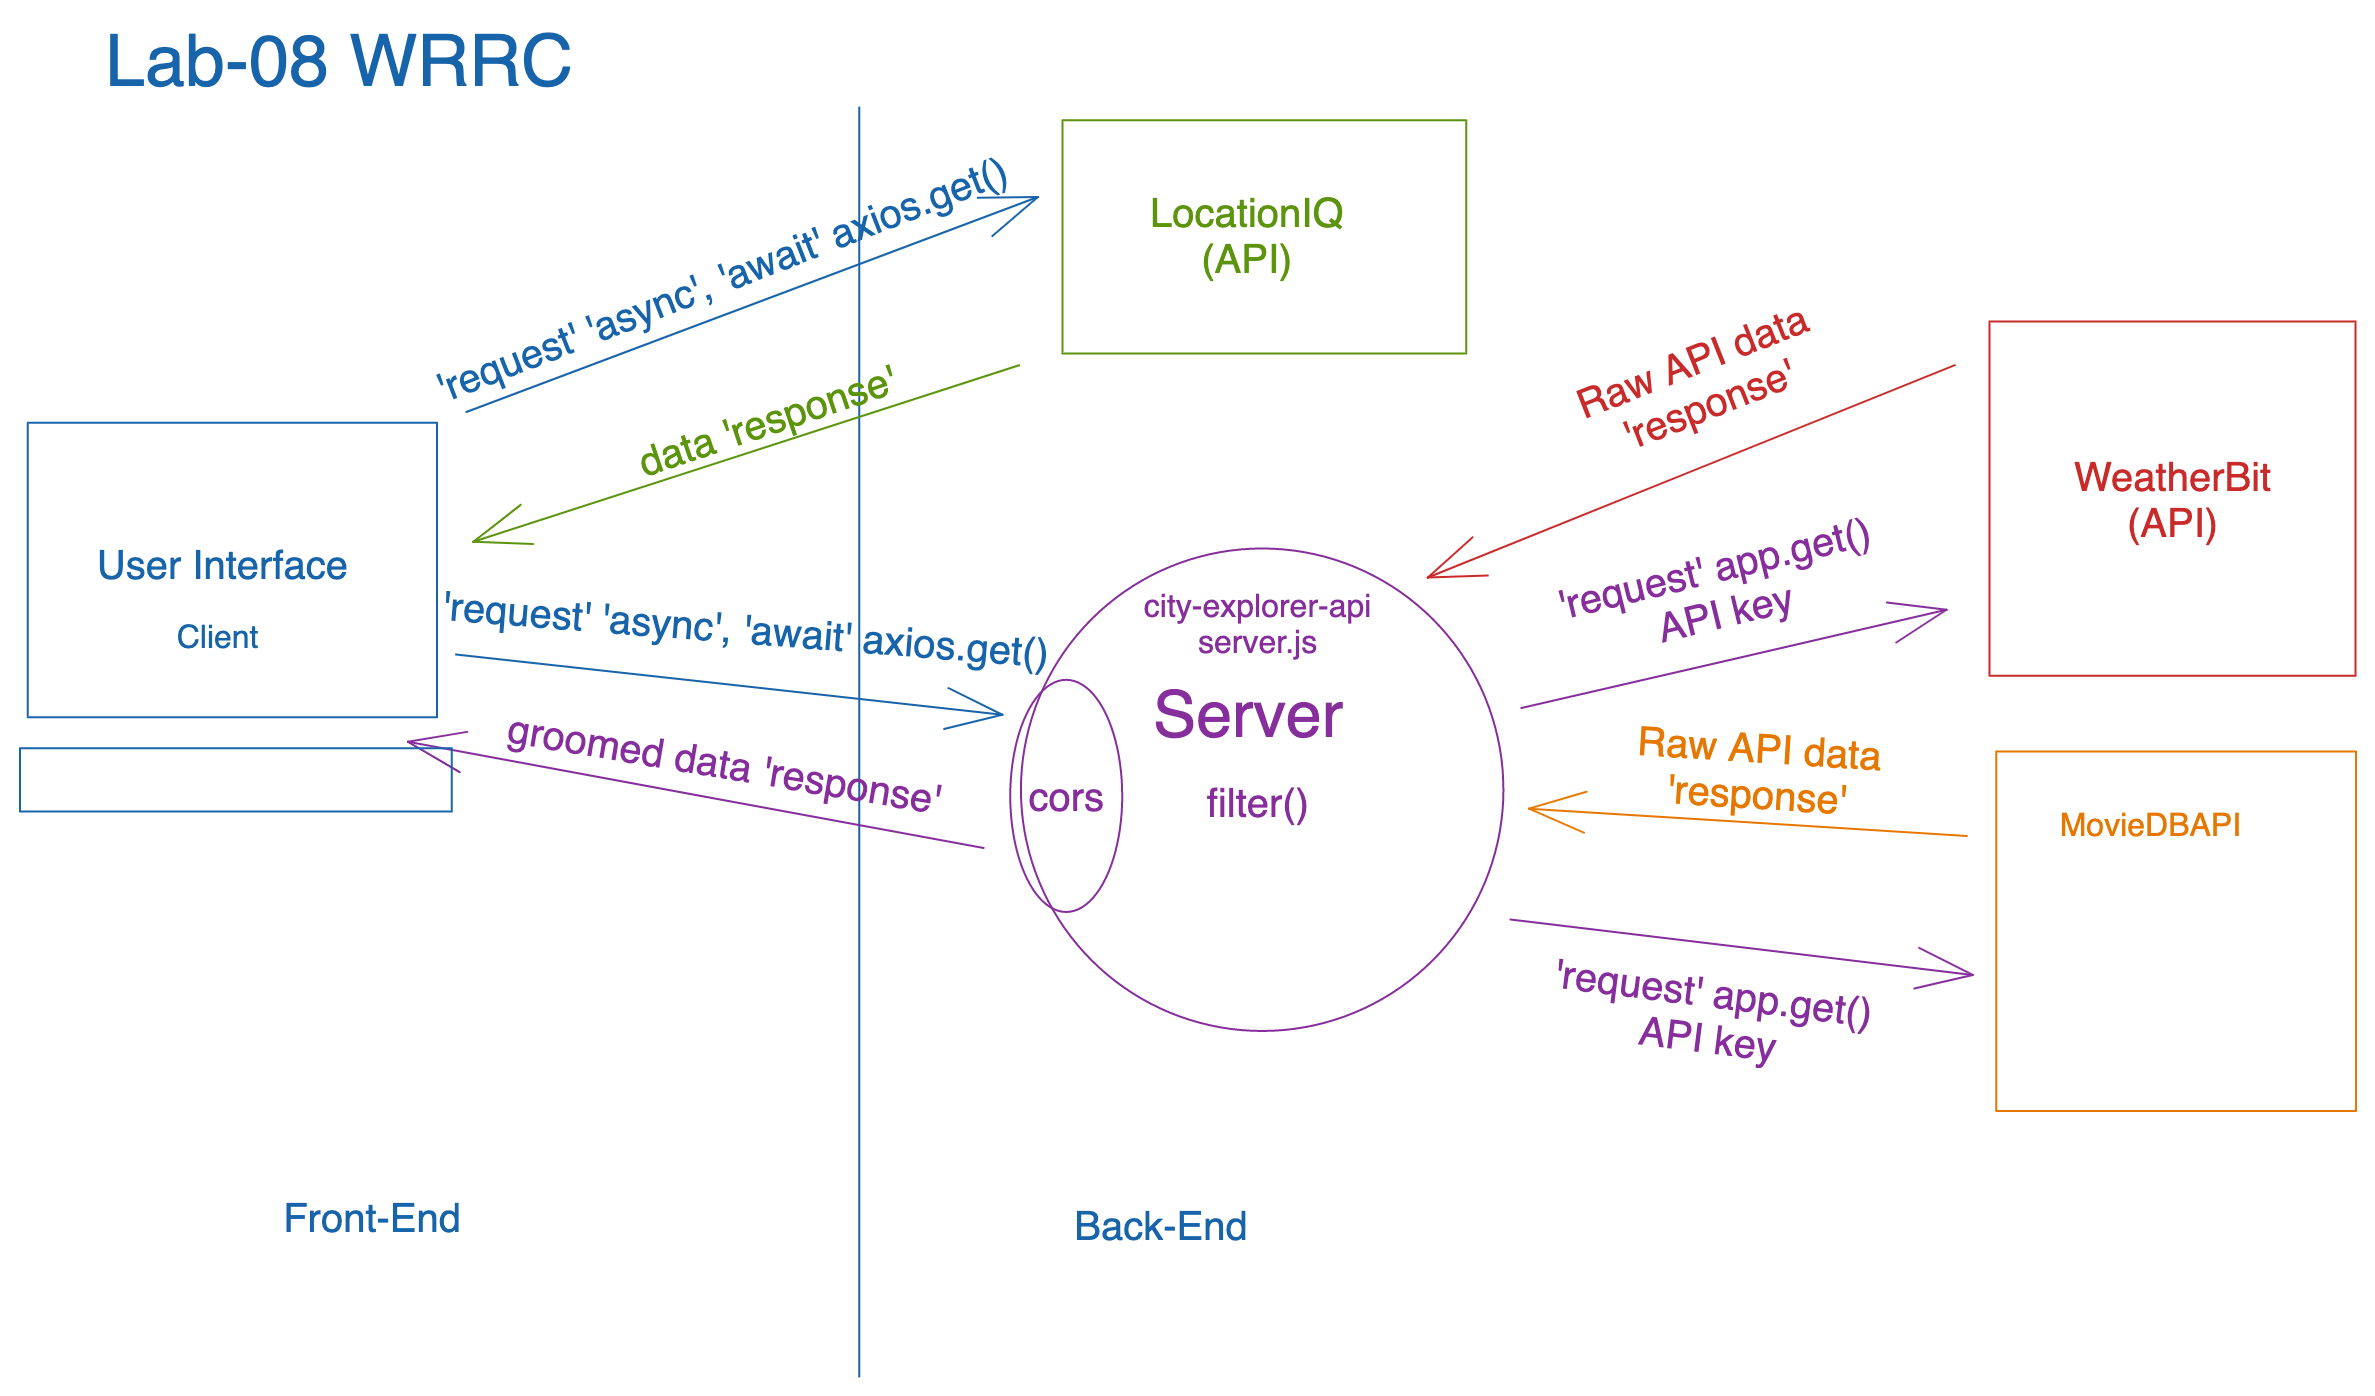 Lab-08 WRRC
'request' 'async', 'await' axios.get()
LocationIQ
(API)
data 'response'
Raw API data
'response'
WeatherBit
(API)
User Interface
Client
'request' 'async', 'await' axios.get()
city-explorer-api
server.js
Server
cors
filter()
'request' app.get()
API key
groomed data 'response'
Raw API data
'response'
MovieDBAPI
'request' app.get()
API key
Front-End
Back-End